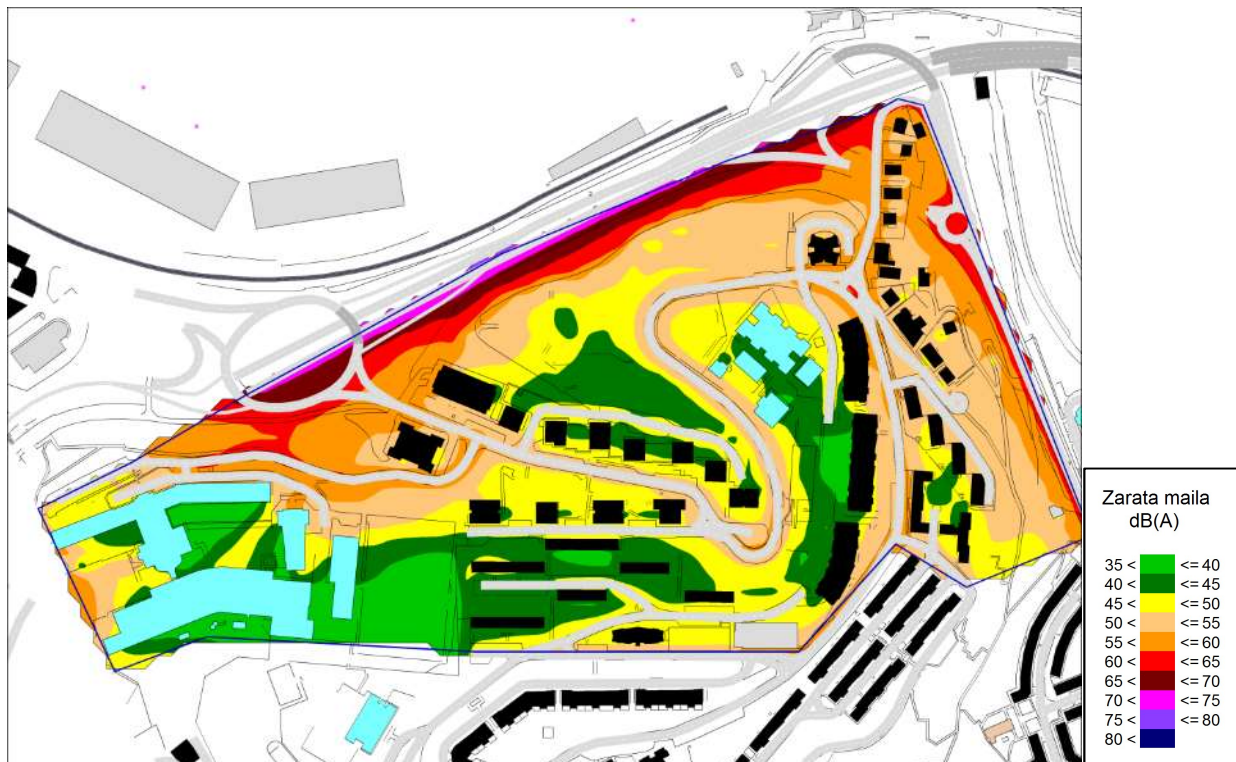 Zarata maila
dB(A)
35 < <= 40
40 < <= 45
45 < <= 50
50 < <= 55
55 < <= 60
60 < <= 65
65 < <= 70
70 < <= 75
75 < <= 80
80 <